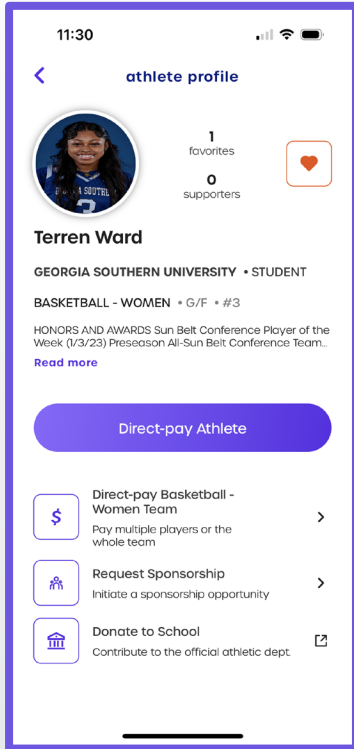 11:30
athlete profile
1
favorites
0
supporters
GEORGIA SOUTHE
3
Terren Ward
GEORGIA SOUTHERN UNIVERSITY • STUDENT
BASKETBALL - WOMEN • G/F • #3
HONORS AND AWARDS Sun Belt Conference Player of the
Week (1/3/23) Preseason All-Sun Belt Conference Team...
Read more
Direct-pay Athlete
$
Direct-pay Basketball -
Women Team
Pay multiple players or the
whole team
Request Sponsorship
Initiate a sponsorship opportunity
Donate to School
Contribute to the official athletic dept.